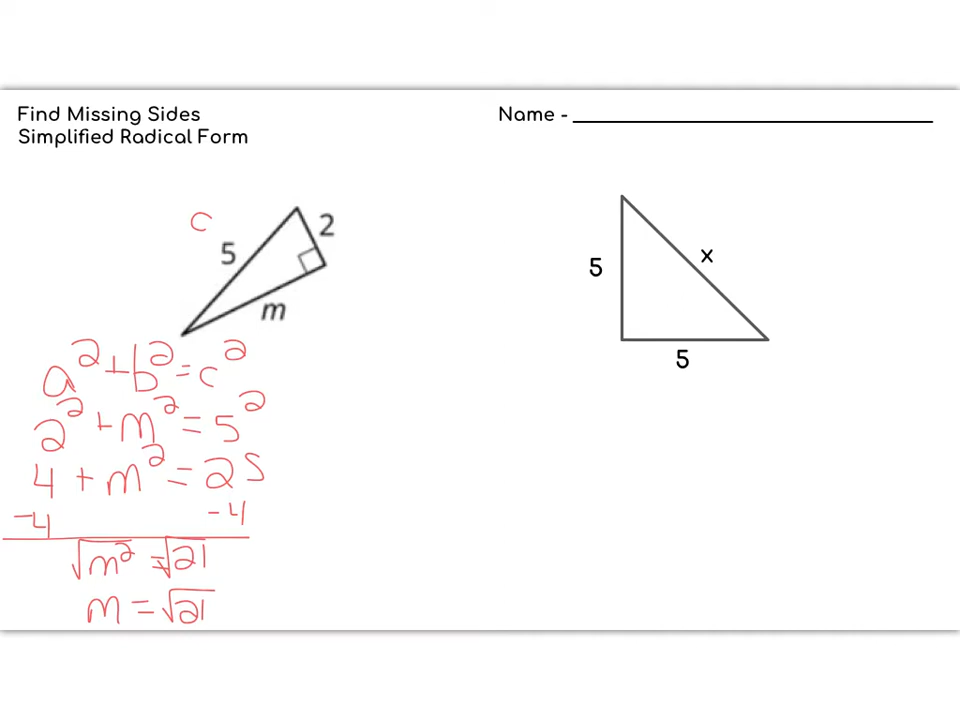 Find Missing Sides
Simplified Radical Form
Name - ____________________
c
5
2
m
a² + b² = c²
2² + m² = 5²
4 + m² = 25
-4 -4
√m² = √21
m = √21
5
x
5